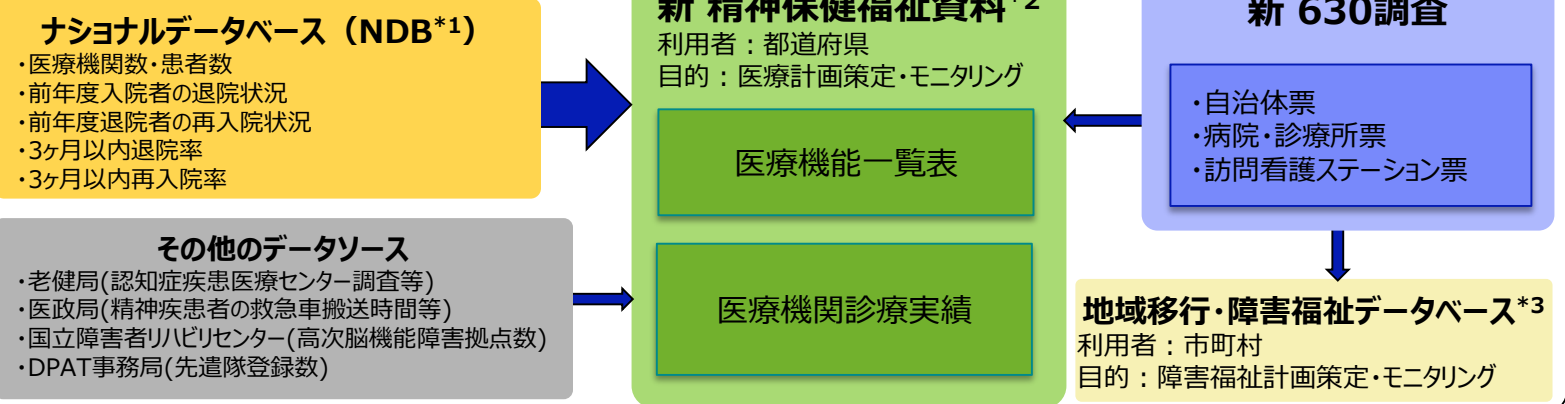 ナショナルデータベース（NDB*1）
・医療機関数・患者数
・前年度入院者の退院状況
・前年度退院者の再入院状況
・3ヶ月以内退院率
・3ヶ月以内再入院率
その他のデータソース
・老健局(認知症疾患医療センター調査等)
・医政局(精神疾患者の救急車搬送時間等)
・国立障害者リハビリセンター(高次脳機能障害拠点数)
・DPAT事務局(先遣隊登録数)
新 精神保健福祉資料*2
利用者：都道府県
目的：医療計画策定・モニタリング
医療機能一覧表
医療機関診療実績
新 630調査
・自治体票
・病院・診療所票
・訪問看護ステーション票
地域移行・障害福祉データベース*3
利用者：市町村
目的：障害福祉計画策定・モニタリング